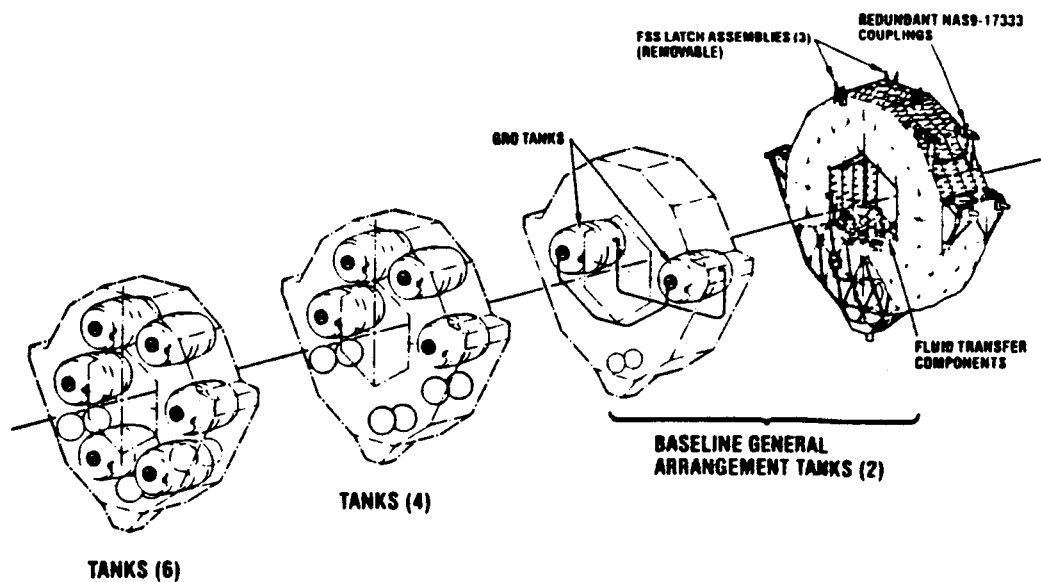 REDUNDANT NAS9-17333
COUPLINGS
FSS LATCH ASSEMBLIES (3)
(REMOVABLE)
GRO TANKS
FLUID TRANSFER
COMPONENTS
BASELINE GENERAL
ARRANGEMENT TANKS (2)
TANKS (4)
TANKS (6)